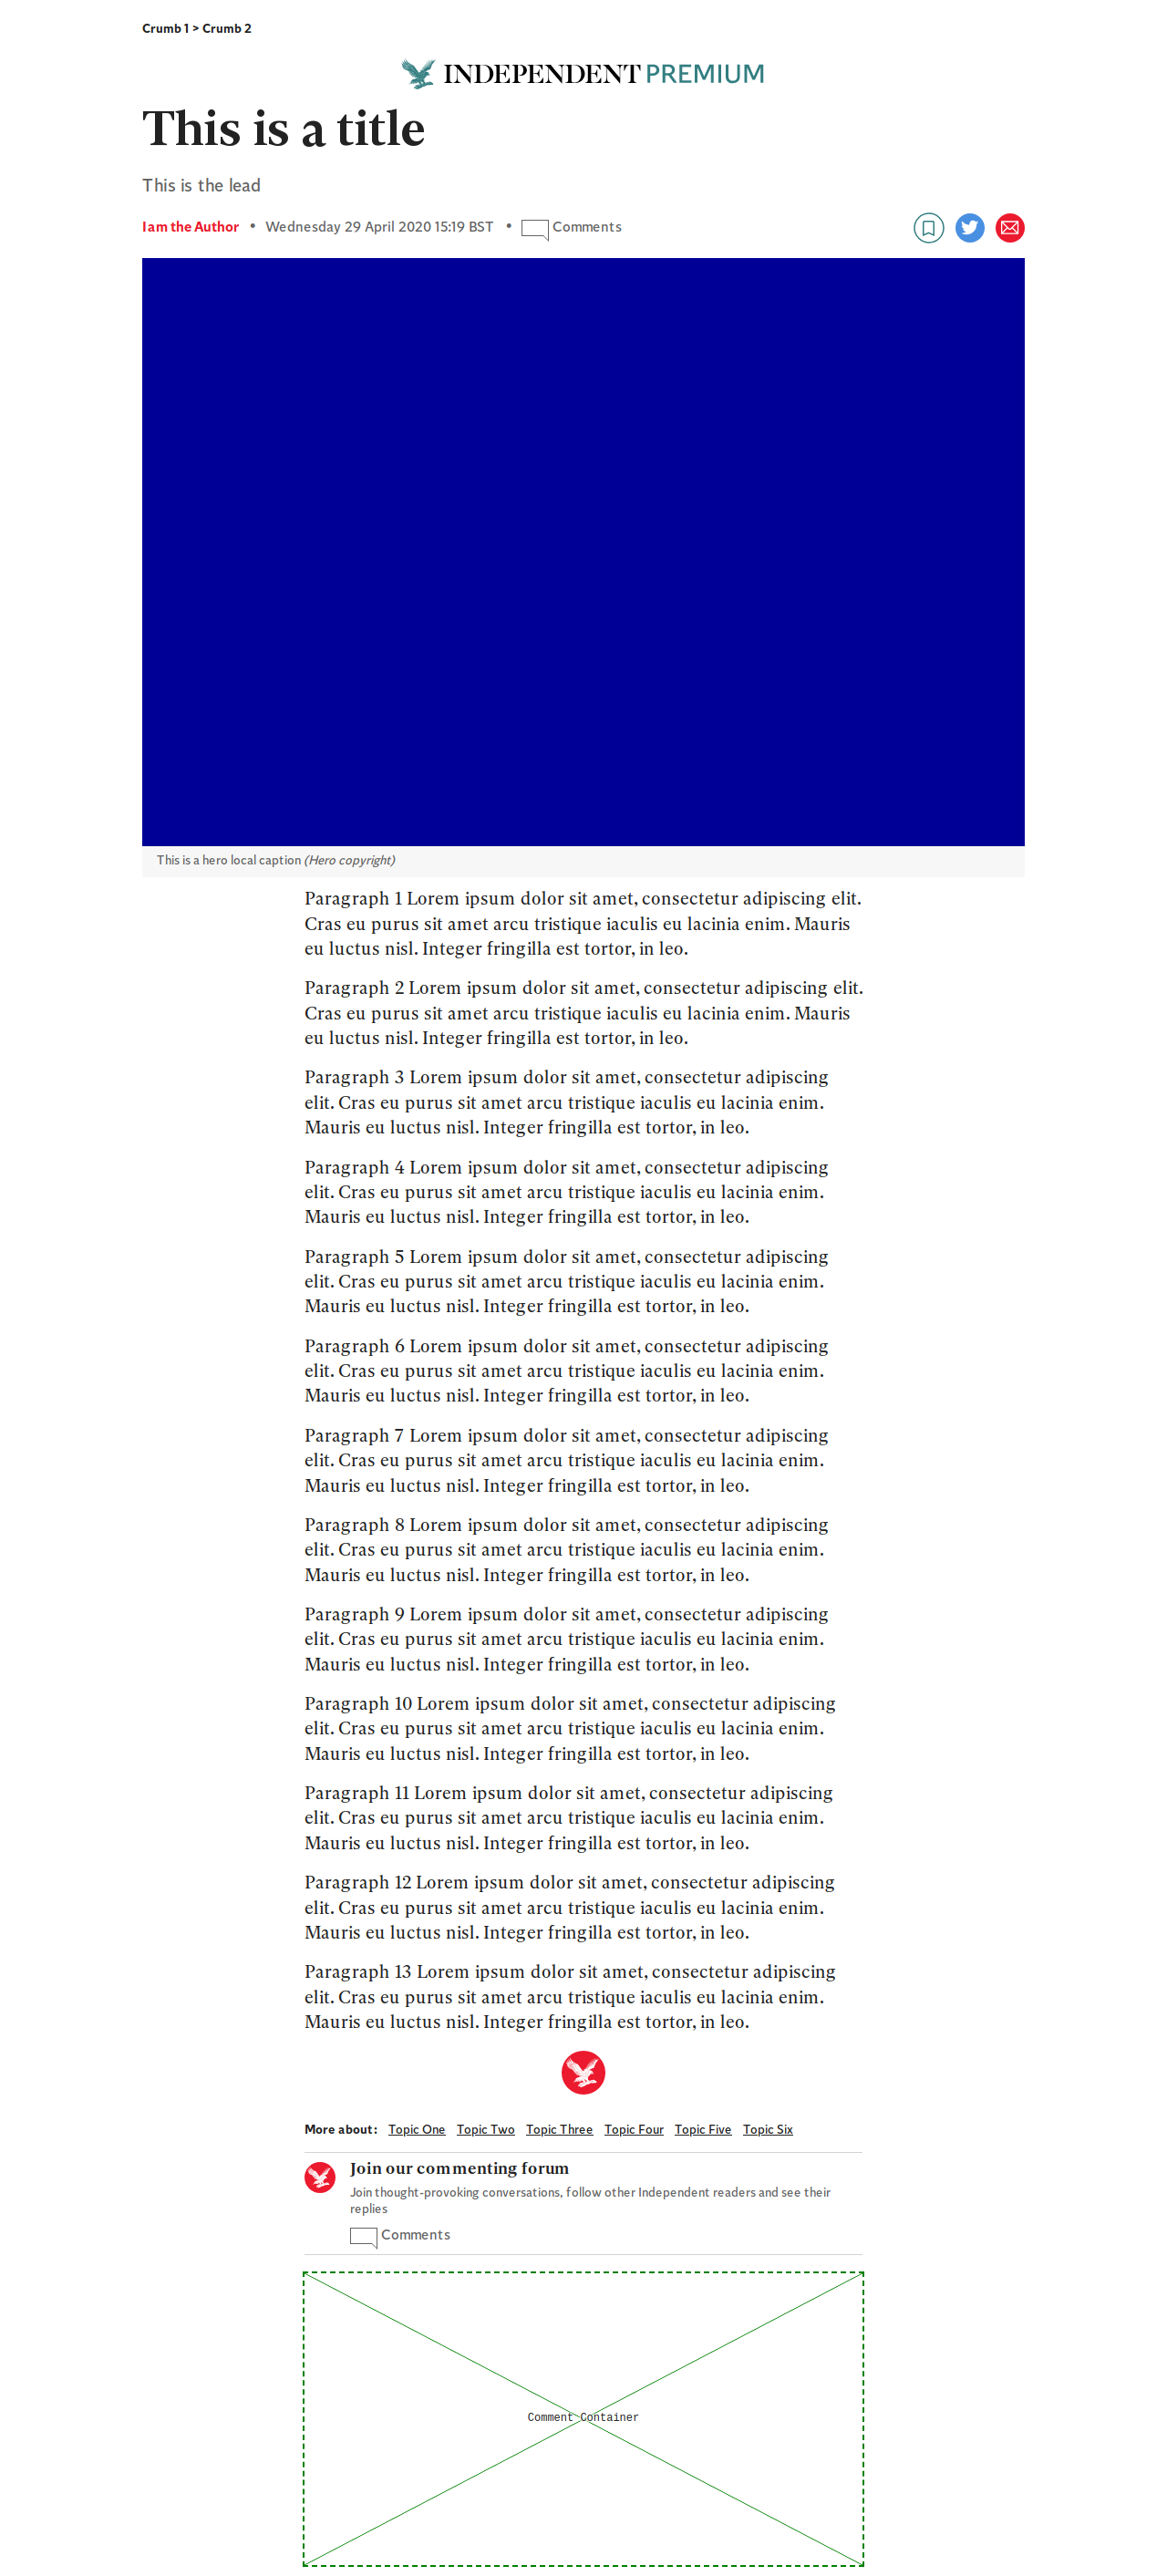 Crumb 1 > Crumb 2
INDEPENDENT PREMIUM
This is a title
This is the lead
I am the Author • Wednesday 29 April 2020 15:19 BST • Comments
This is a hero local caption (Hero copyright)
Paragraph 1 Lorem ipsum dolor sit amet, consectetur adipiscing elit.
Cras eu purus sit amet arcu tristique iaculis eu lacinia enim. Mauris
eu luctus nisl. Integer fringilla est tortor, in leo.
Paragraph 2 Lorem ipsum dolor sit amet, consectetur adipiscing elit.
Cras eu purus sit amet arcu tristique iaculis eu lacinia enim. Mauris
eu luctus nisl. Integer fringilla est tortor, in leo.
Paragraph 3 Lorem ipsum dolor sit amet, consectetur adipiscing
elit. Cras eu purus sit amet arcu tristique iaculis eu lacinia enim.
Mauris eu luctus nisl. Integer fringilla est tortor, in leo.
Paragraph 4 Lorem ipsum dolor sit amet, consectetur adipiscing
elit. Cras eu purus sit amet arcu tristique iaculis eu lacinia enim.
Mauris eu luctus nisl. Integer fringilla est tortor, in leo.
Paragraph 5 Lorem ipsum dolor sit amet, consectetur adipiscing
elit. Cras eu purus sit amet arcu tristique iaculis eu lacinia enim.
Mauris eu luctus nisl. Integer fringilla est tortor, in leo.
Paragraph 6 Lorem ipsum dolor sit amet, consectetur adipiscing
elit. Cras eu purus sit amet arcu tristique iaculis eu lacinia enim.
Mauris eu luctus nisl. Integer fringilla est tortor, in leo.
Paragraph 7 Lorem ipsum dolor sit amet, consectetur adipiscing
elit. Cras eu purus sit amet arcu tristique iaculis eu lacinia enim.
Mauris eu luctus nisl. Integer fringilla est tortor, in leo.
Paragraph 8 Lorem ipsum dolor sit amet, consectetur adipiscing
elit. Cras eu purus sit amet arcu tristique iaculis eu lacinia enim.
Mauris eu luctus nisl. Integer fringilla est tortor, in leo.
Paragraph 9 Lorem ipsum dolor sit amet, consectetur adipiscing
elit. Cras eu purus sit amet arcu tristique iaculis eu lacinia enim.
Mauris eu luctus nisl. Integer fringilla est tortor, in leo.
Paragraph 10 Lorem ipsum dolor sit amet, consectetur adipiscing
elit. Cras eu purus sit amet arcu tristique iaculis eu lacinia enim.
Mauris eu luctus nisl. Integer fringilla est tortor, in leo.
Paragraph 11 Lorem ipsum dolor sit amet, consectetur adipiscing
elit. Cras eu purus sit amet arcu tristique iaculis eu lacinia enim.
Mauris eu luctus nisl. Integer fringilla est tortor, in leo.
Paragraph 12 Lorem ipsum dolor sit amet, consectetur adipiscing
elit. Cras eu purus sit amet arcu tristique iaculis eu lacinia enim.
Mauris eu luctus nisl. Integer fringilla est tortor, in leo.
Paragraph 13 Lorem ipsum dolor sit amet, consectetur adipiscing
elit. Cras eu purus sit amet arcu tristique iaculis eu lacinia enim.
Mauris eu luctus nisl. Integer fringilla est tortor, in leo.
More about: Topic One Topic Two Topic Three Topic Four Topic Five Topic Six
Join our commenting forum
Join thought-provoking conversations, follow other Independent readers and see their
replies
Comments
Comment Container